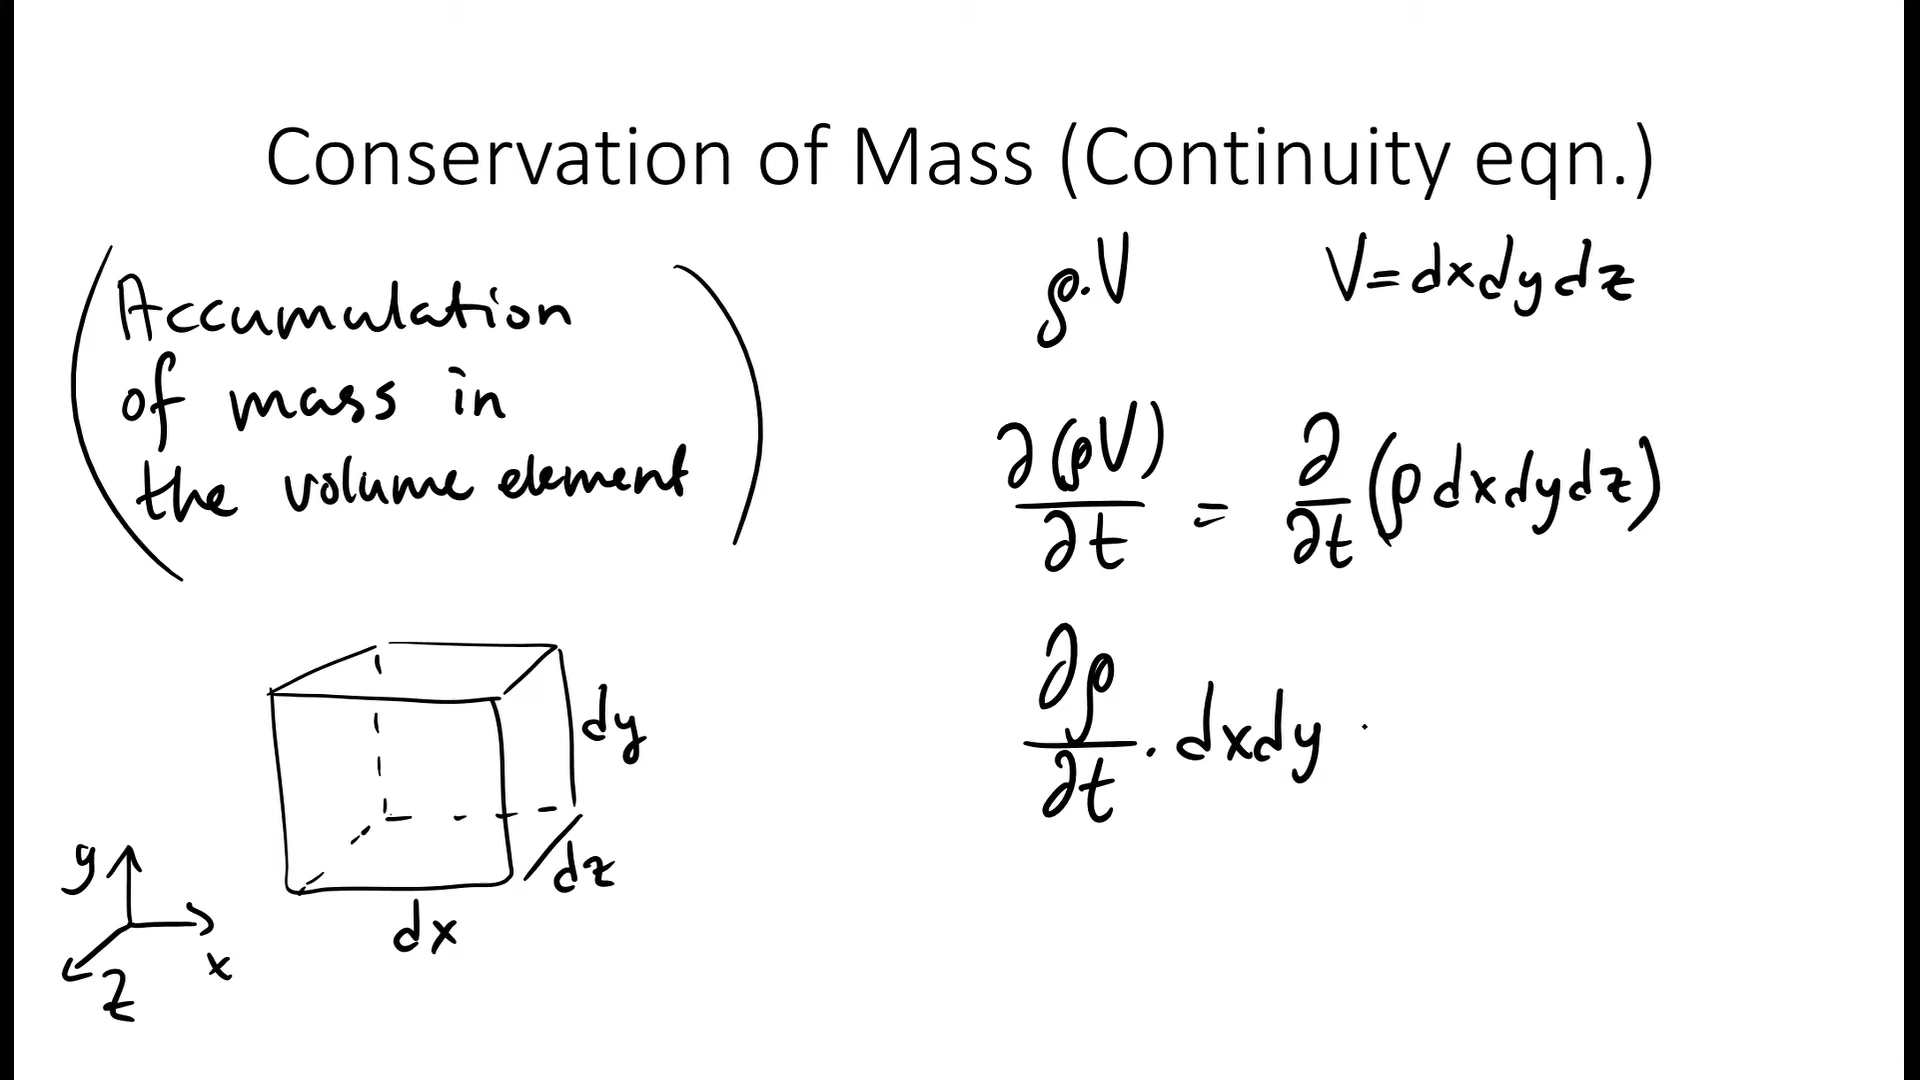 Conservation of Mass (Continuity eqn.)
Accumulation
of mass in
the volume element
ρ·V
V=dxdydz
∂(ρV)/∂t = ∂/∂t (ρdxdydz)
∂ρ/∂t · dxdy
dy
dz
dx
y
x
z